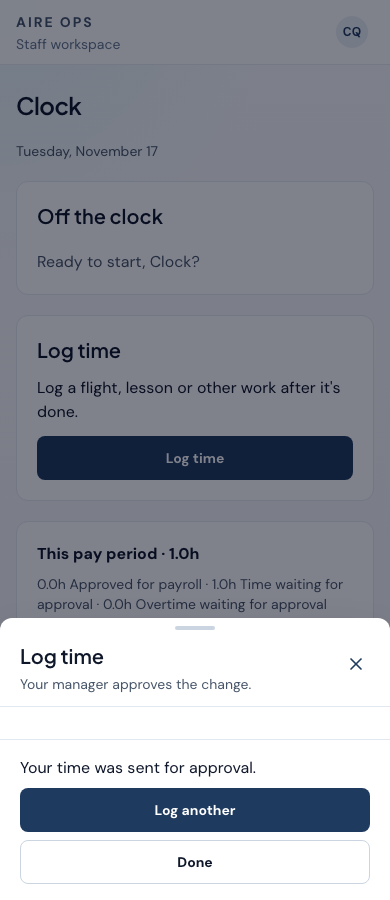 AIRE OPS
Staff workspace
CQ
Clock
Tuesday, November 17
Off the clock
Ready to start, Clock?
Log time
Log a flight, lesson or other work after it's
done.
Log time
This pay period · 1.0h
0.0h Approved for payroll · 1.0h Time waiting for
approval · 0.0h Overtime waiting for approval
Log time
Your manager approves the change.
Your time was sent for approval.
Log another
Done